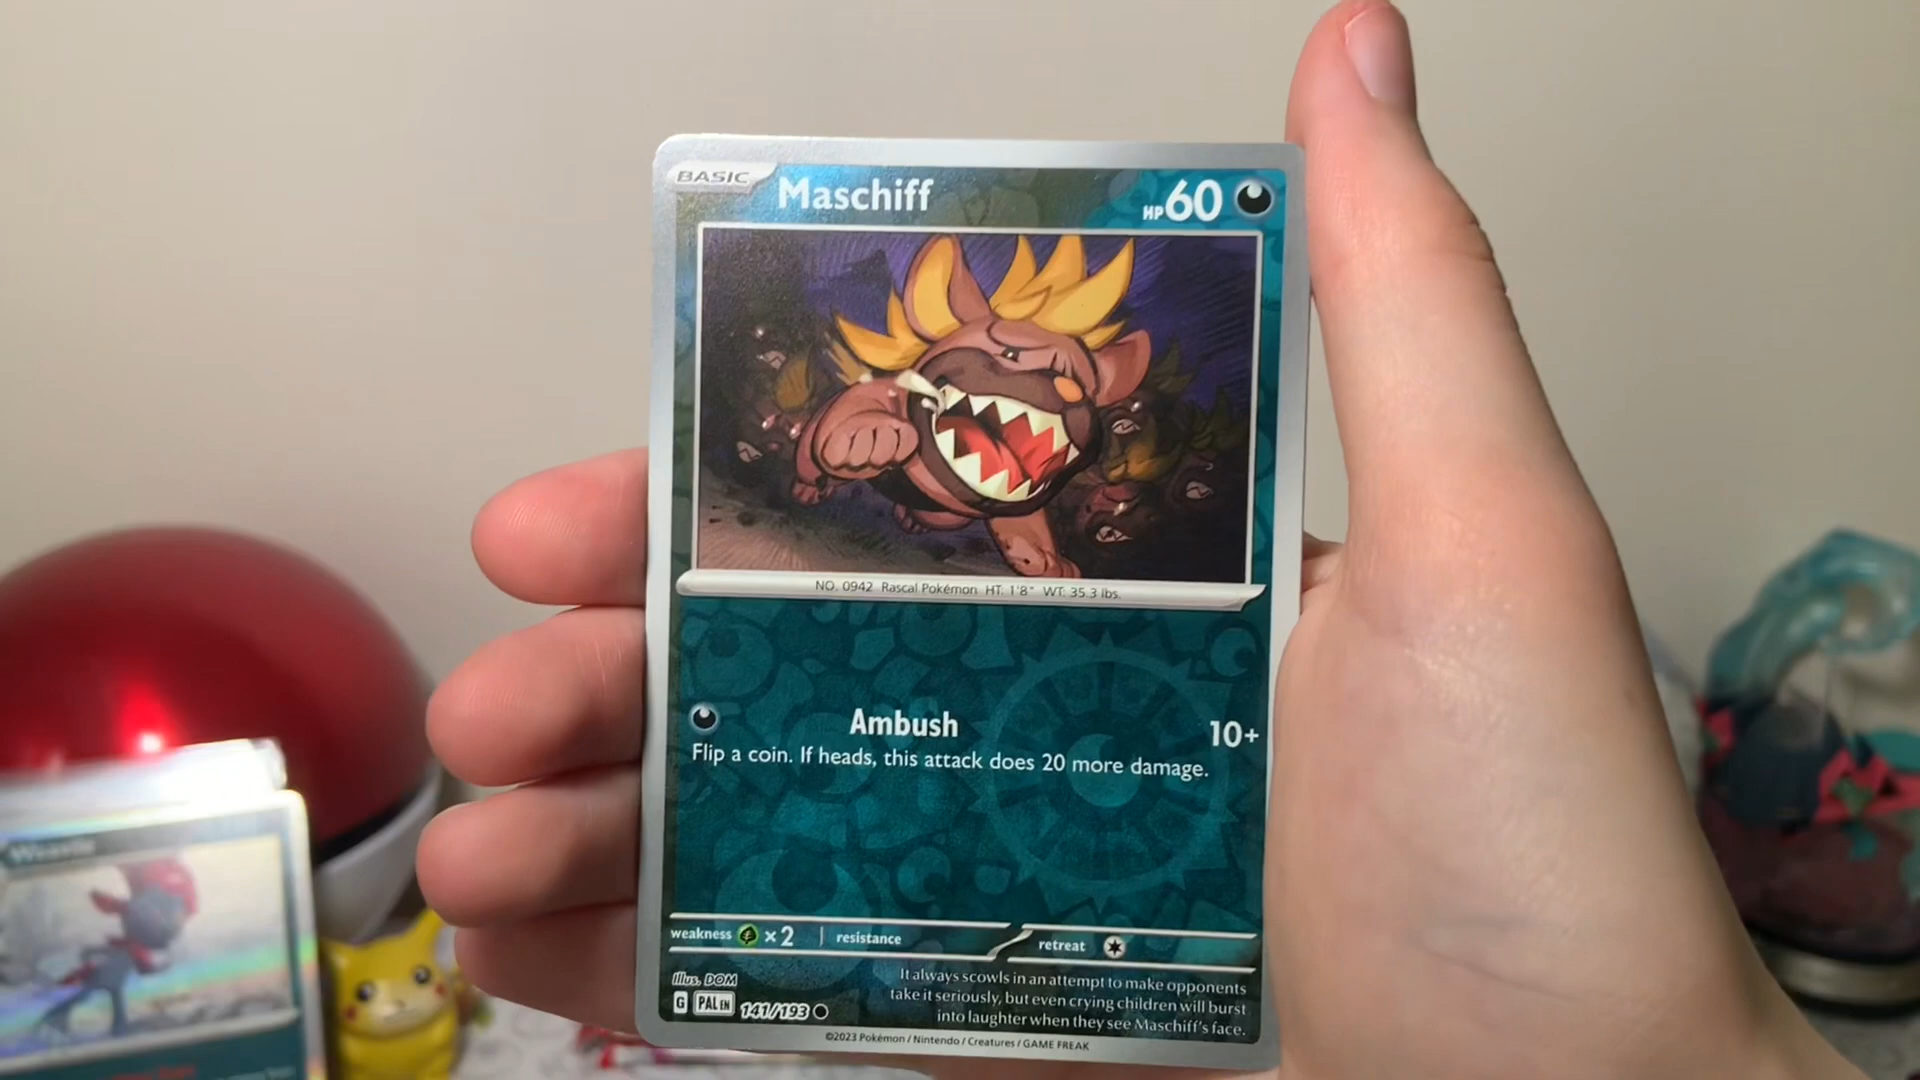 BASIC Maschiff HP 60
NO. 0942 Rascal Pokémon HT: 1'8" WT: 35.3 lbs.
Ambush 10+
Flip a coin. If heads, this attack does 20 more damage.
weakness ×2 resistance retreat
Illus. DOM
It always scowls in an attempt to make opponents
take it seriously, but even crying children will burst
into laughter when they see Maschiff's face.
G PAL EN 141/193
©2023 Pokémon / Nintendo / Creatures / GAME FREAK